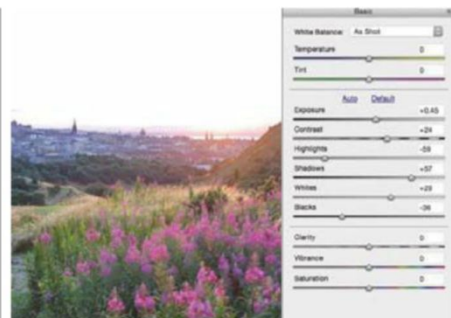 Basic
White Balance: As Shot
Temperature 0
Tint 0
Auto Default
Exposure +0.45
Contrast +24
Highlights -59
Shadows +57
Whites +29
Blacks -36
Clarity 0
Vibrance 0
Saturation 0